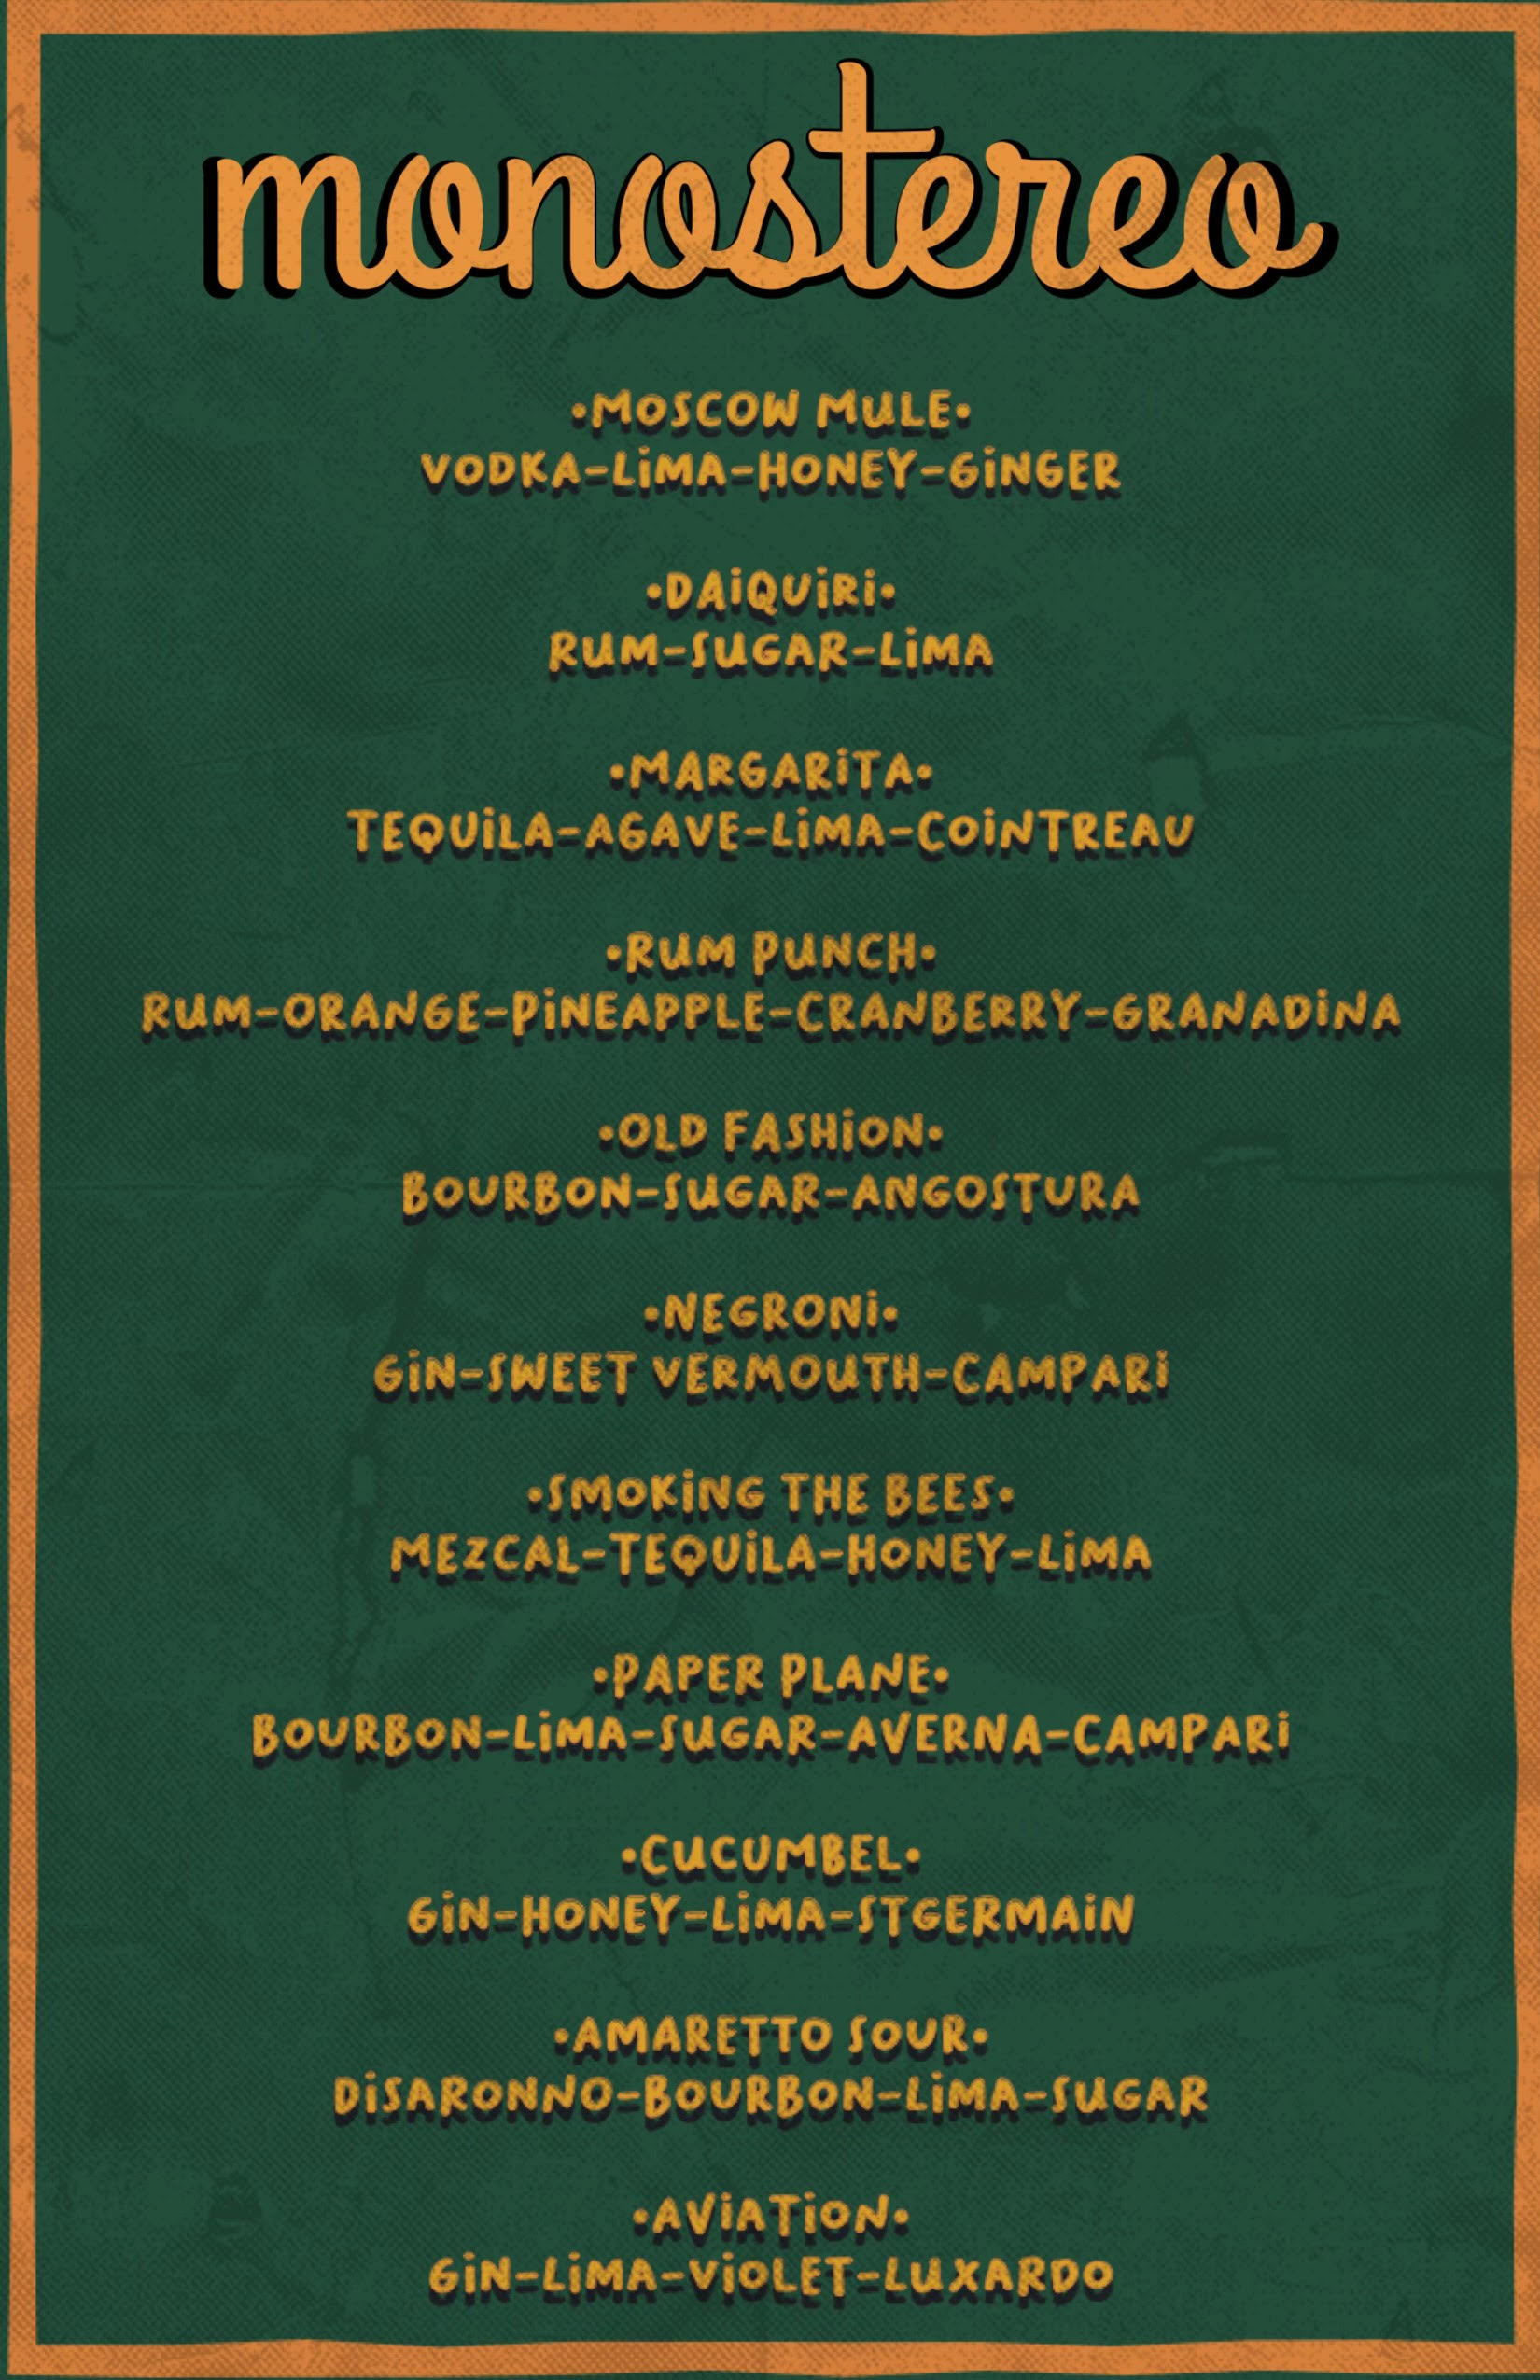 monostereo
•MOSCOW MULE•
VODKA-LiMA-HONEY-GiNGER
•DAiQUiRi•
RUM-SUGAR-LiMA
•MARGARiTA•
TEQUiLA-AGAVE-LiMA-COiNTREAU
•RUM PUNCH•
RUM-ORANGE-PiNEAPPLE-CRANBERRY-GRANADiNA
•OLD FASHiON•
BOURBON-SUGAR-ANGOSTURA
•NEGRONi•
GiN-SWEET VERMOUTH-CAMPARi
•SMOKiNG THE BEES•
MEZCAL-TEQUiLA-HONEY-LiMA
•PAPER PLANE•
BOURBON-LiMA-SUGAR-AVERNA-CAMPARi
•CUCUMBEL•
GiN-HONEY-LiMA-STGERMAiN
•AMARETTO SOUR•
DiSARONNO-BOURBON-LiMA-SUGAR
•AViATiON•
GiN-LiMA-ViOLET-LUXARDO